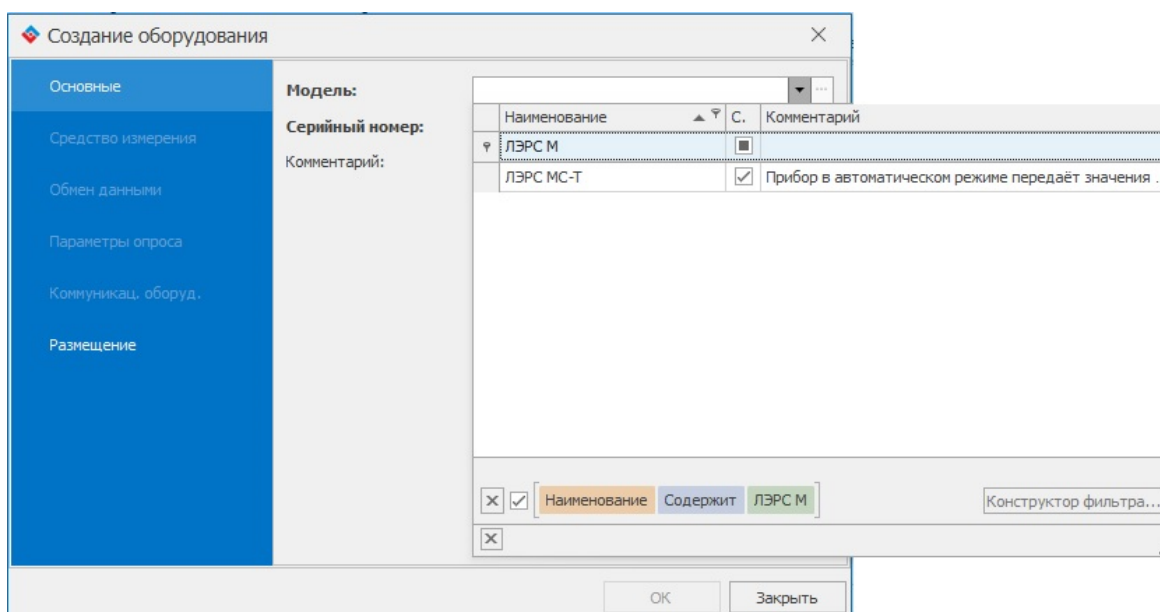 Создание оборудования
Основные
Средство измерения
Обмен данными
Параметры опроса
Коммуникац. оборуд.
Размещение
Модель:
Серийный номер:
Комментарий:
Наименование С. Комментарий
ЛЭРС М
ЛЭРС МС-Т Прибор в автоматическом режиме передаёт значения .
Наименование Содержит ЛЭРС М Конструктор фильтра...
ОК Закрыть